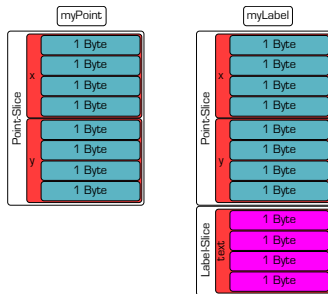 myPoint
Point-Slice
x
1 Byte
1 Byte
1 Byte
1 Byte
y
1 Byte
1 Byte
1 Byte
1 Byte
myLabel
Point-Slice
x
1 Byte
1 Byte
1 Byte
1 Byte
y
1 Byte
1 Byte
1 Byte
1 Byte
Label-Slice
text
1 Byte
1 Byte
1 Byte
1 Byte